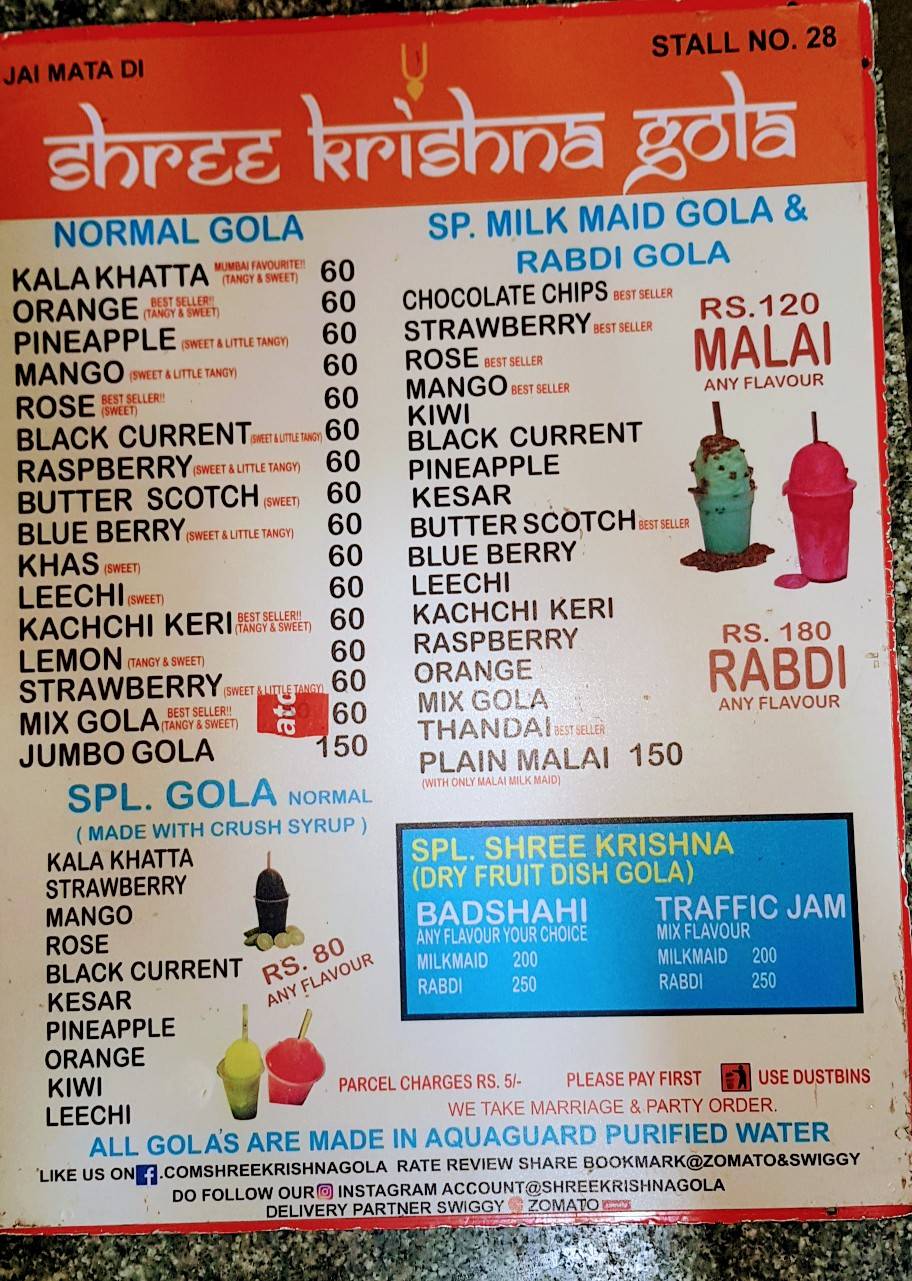 JAI MATA DI
STALL NO. 28
shree krishna gola
NORMAL GOLA
KALA KHATTA MUMBAI FAVOURITE!! (TANGY & SWEET) 60
ORANGE BEST SELLER!! (TANGY & SWEET) 60
PINEAPPLE (SWEET & LITTLE TANGY) 60
MANGO (SWEET & LITTLE TANGY) 60
ROSE BEST SELLER!! (SWEET) 60
BLACK CURRENT (SWEET & LITTLE TANGY) 60
RASPBERRY (SWEET & LITTLE TANGY) 60
BUTTER SCOTCH (SWEET) 60
BLUE BERRY (SWEET & LITTLE TANGY) 60
KHAS (SWEET) 60
LEECHI (SWEET) 60
KACHCHI KERI BEST SELLER!! (TANGY & SWEET) 60
LEMON (TANGY & SWEET) 60
STRAWBERRY (SWEET & LITTLE TANGY) 60
MIX GOLA BEST SELLER!! (TANGY & SWEET) 60
JUMBO GOLA 150
SPL. GOLA NORMAL
( MADE WITH CRUSH SYRUP )
KALA KHATTA
STRAWBERRY
MANGO
ROSE
BLACK CURRENT
KESAR
PINEAPPLE
ORANGE
KIWI
LEECHI
RS. 80
ANY FLAVOUR
SP. MILK MAID GOLA &
RABDI GOLA
CHOCOLATE CHIPS BEST SELLER
STRAWBERRY BEST SELLER
ROSE BEST SELLER
MANGO BEST SELLER
KIWI
BLACK CURRENT
PINEAPPLE
KESAR
BUTTER SCOTCH BEST SELLER
BLUE BERRY
LEECHI
KACHCHI KERI
RASPBERRY
ORANGE
MIX GOLA
THANDAI BEST SELLER
PLAIN MALAI 150
(WITH ONLY MALAI MILK MAID)
RS.120
MALAI
ANY FLAVOUR
RS. 180
RABDI
ANY FLAVOUR
SPL. SHREE KRISHNA
(DRY FRUIT DISH GOLA)
BADSHAHI
ANY FLAVOUR YOUR CHOICE
MILKMAID 200
RABDI 250
TRAFFIC JAM
MIX FLAVOUR
MILKMAID 200
RABDI 250
PARCEL CHARGES RS. 5/- PLEASE PAY FIRST USE DUSTBINS
WE TAKE MARRIAGE & PARTY ORDER.
ALL GOLA'S ARE MADE IN AQUAGUARD PURIFIED WATER
LIKE US ON f.COMSHREEKRISHNAGOLA RATE REVIEW SHARE BOOKMARK@ZOMATO&SWIGGY
DO FOLLOW OUR INSTAGRAM ACCOUNT@SHREEKRISHNAGOLA
DELIVERY PARTNER SWIGGY ZOMATO